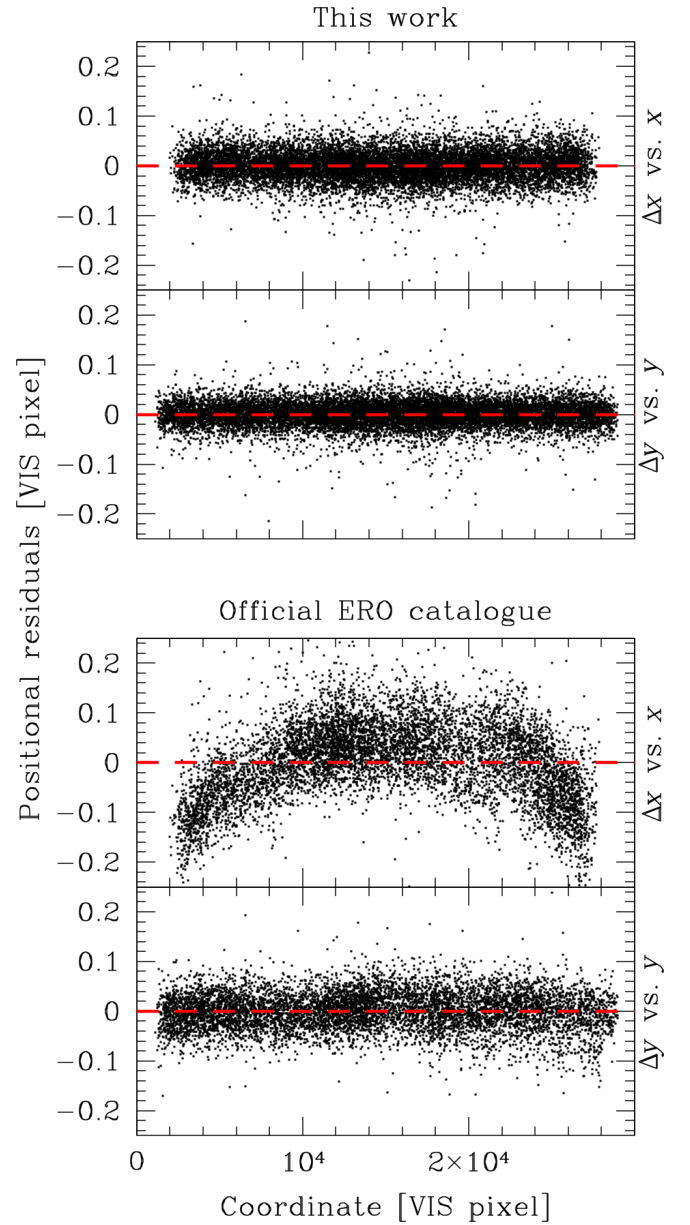 This work
0.2
0.1
0
−0.1
−0.2
Δx vs. x
0.2
0.1
0
−0.1
−0.2
Δy vs. y
Positional residuals [VIS pixel]
Official ERO catalogue
0.2
0.1
0
−0.1
−0.2
Δx vs. x
0.2
0.1
0
−0.1
−0.2
Δy vs. y
0 10⁴ 2×10⁴
Coordinate [VIS pixel]